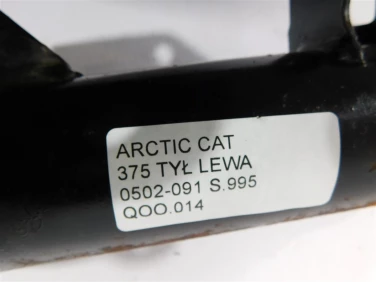 ARCTIC CAT
375 TYŁ LEWA
0502-091 S.995
QOO.014